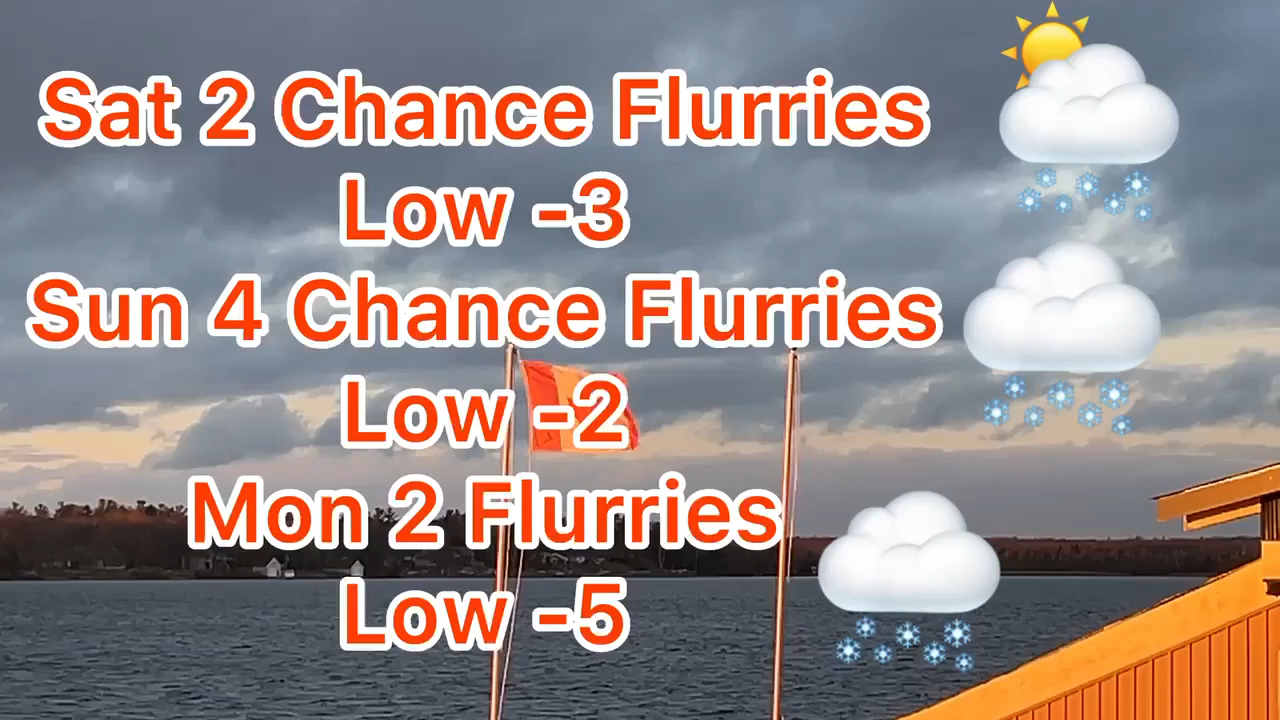 Sat 2 Chance Flurries
Low -3
Sun 4 Chance Flurries
Low -2
Mon 2 Flurries
Low -5